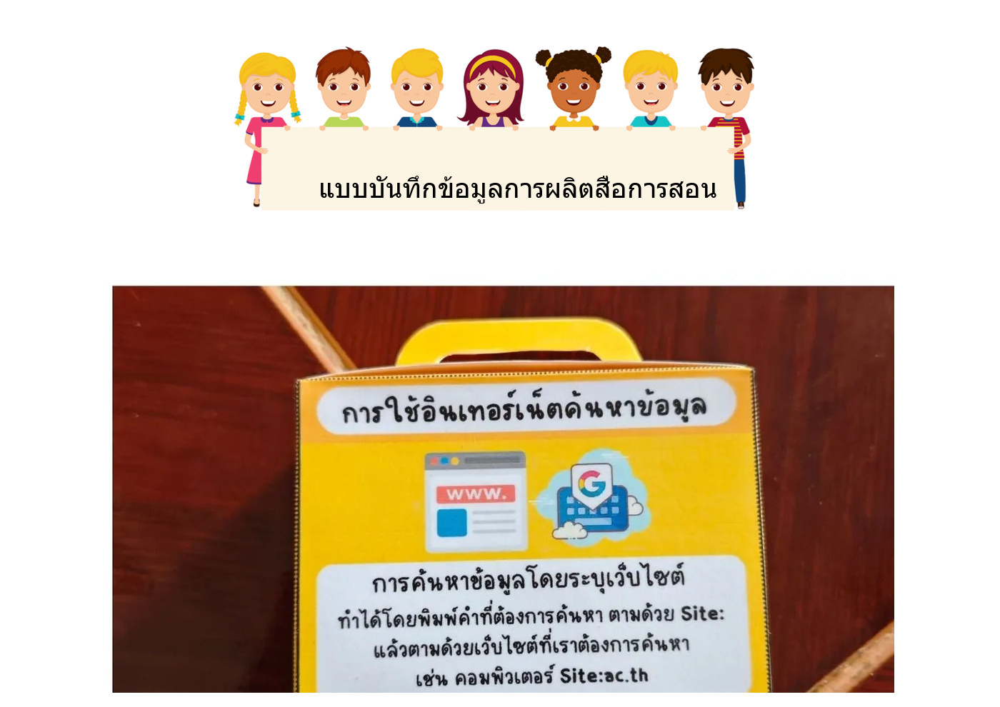 แบบบันทึกข้อมูลการผลิตสื่อการสอน
การใช้อินเทอร์เน็ตค้นหาข้อมูล
www.
G
การค้นหาข้อมูลโดยระบุเว็บไซต์
ทำได้โดยพิมพ์คำที่ต้องการค้นหา ตามด้วย Site:
แล้วตามด้วยเว็บไซต์ที่เราต้องการค้นหา
เช่น คอมพิวเตอร์ Site:ac.th